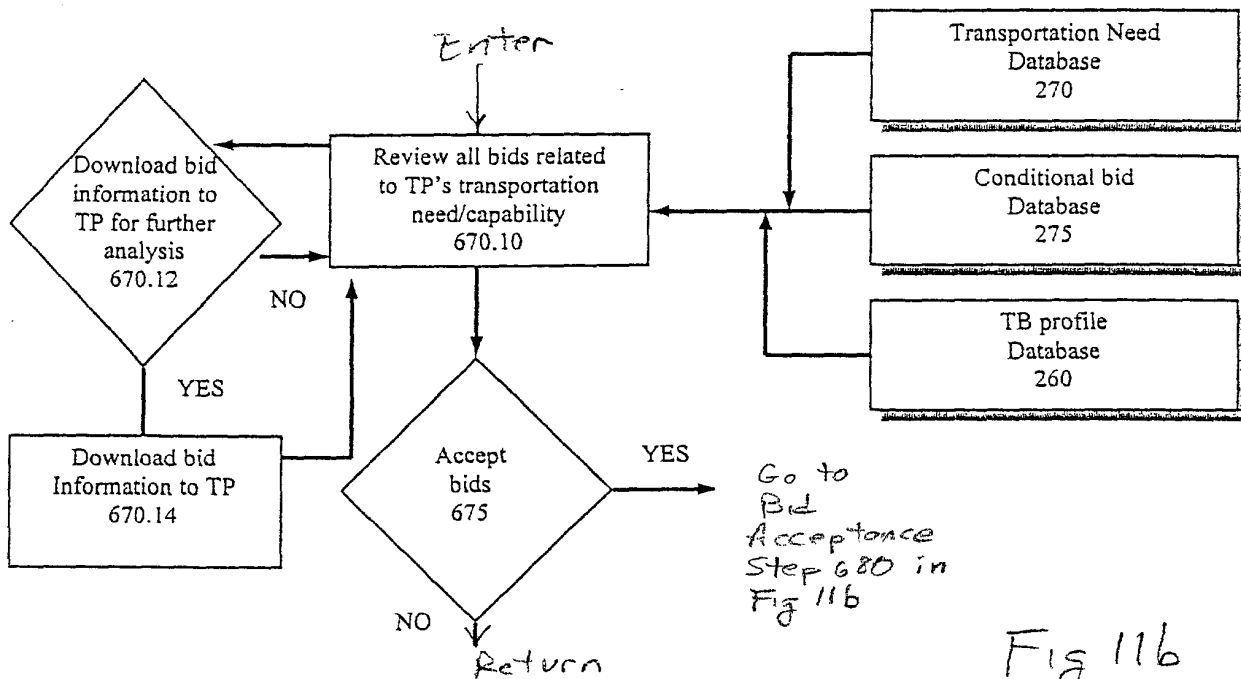 Enter
Transportation Need
Database
270
Download bid
information to
TP for further
analysis
670.12
Review all bids related
to TP's transportation
need/capability
670.10
Conditional bid
Database
275
NO
TB profile
Database
260
YES
Download bid
Information to TP
670.14
Accept
bids
675
YES
Go to
Bid
Acceptance
Step 680 in
Fig 11b
NO
Return
Fig 11b